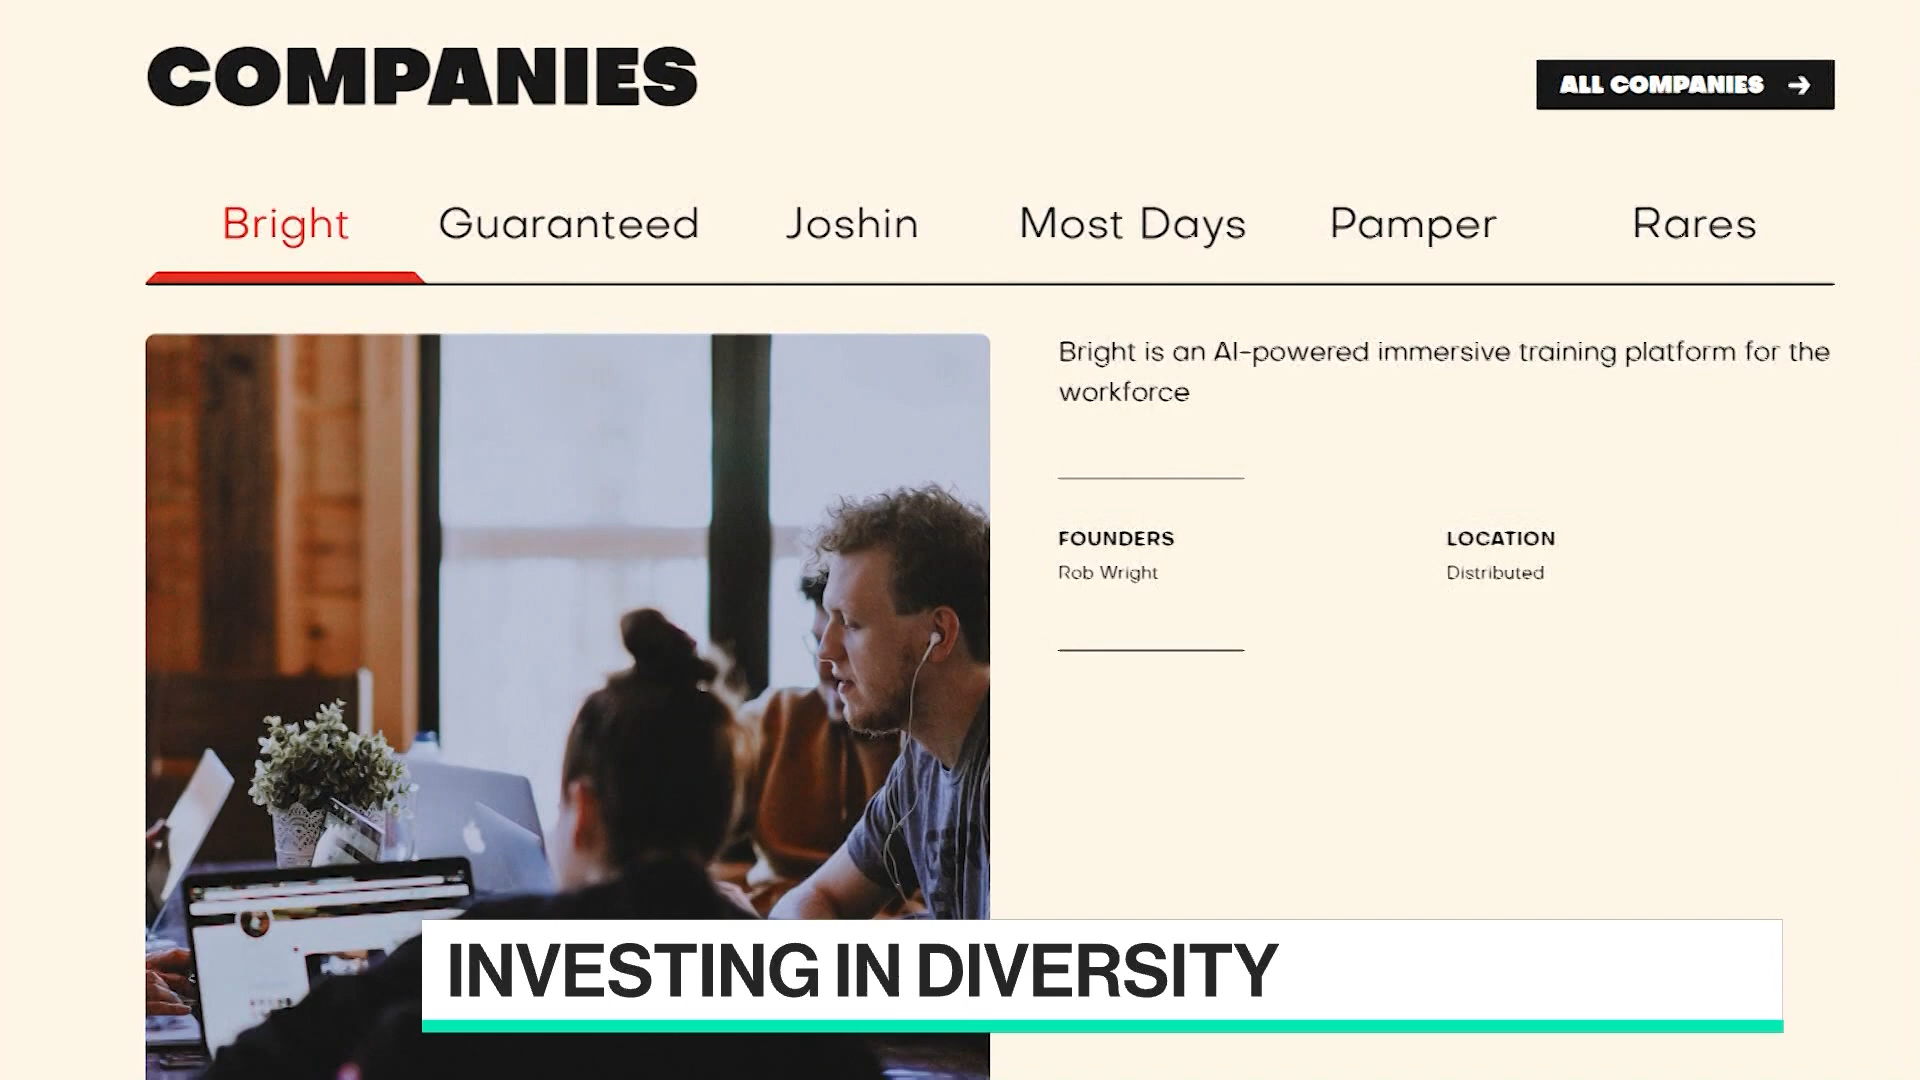 COMPANIES
ALL COMPANIES →
Bright Guaranteed Joshin Most Days Pamper Rares
Bright is an AI-powered immersive training platform for the
workforce
FOUNDERS LOCATION
Rob Wright Distributed
INVESTING IN DIVERSITY